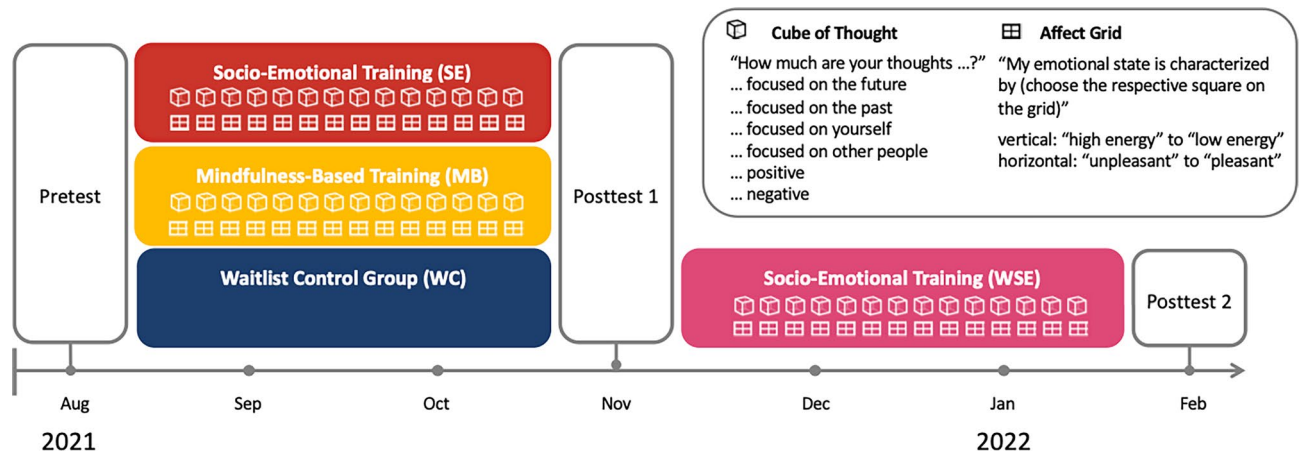 Pretest
Socio-Emotional Training (SE)
Mindfulness-Based Training (MB)
Waitlist Control Group (WC)
Posttest 1
Cube of Thought
“How much are your thoughts ...?”
... focused on the future
... focused on the past
... focused on yourself
... focused on other people
... positive
... negative
Affect Grid
“My emotional state is characterized
by (choose the respective square on
the grid)”
vertical: “high energy” to “low energy”
horizontal: “unpleasant” to “pleasant”
Socio-Emotional Training (WSE)
Posttest 2
Aug
Sep
Oct
Nov
Dec
Jan
Feb
2021
2022